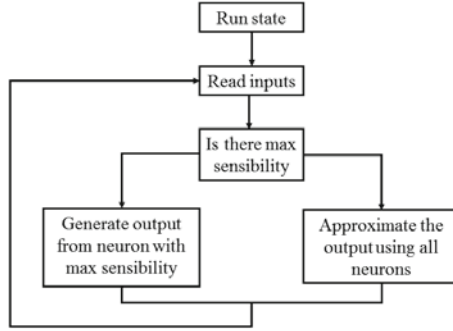 Run state
Read inputs
Is there max
sensibility
Generate output
from neuron with
max sensibility
Approximate the
output using all
neurons